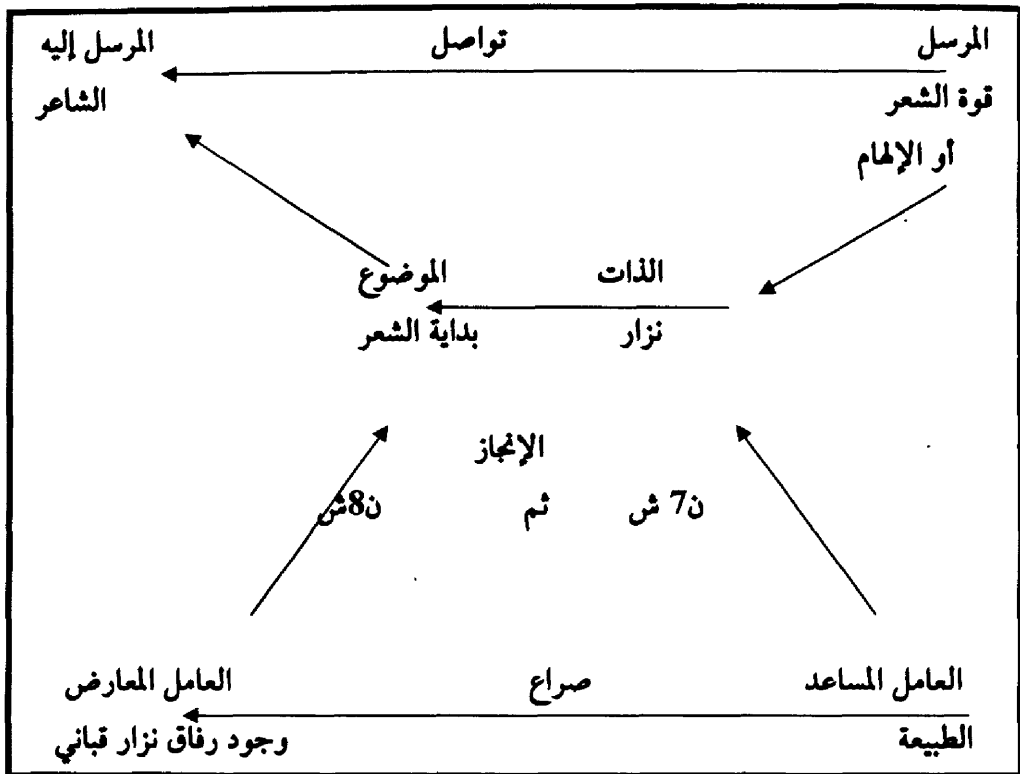 المرسل تواصل المرسل إليه
قوة الشعر الشاعر
أو الإلهام
الذات الموضوع
نزار بداية الشعر
الإنجاز
ن7 ش ثم ن8ش
العامل المساعد صراع العامل المعارض
الطبيعة وجود رفاق نزار قباني